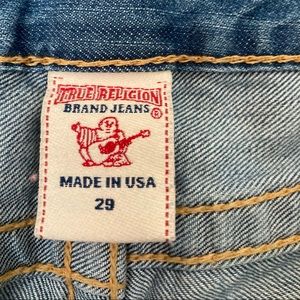 TRUE RELIGION
BRAND JEANS
®
MADE IN USA
29